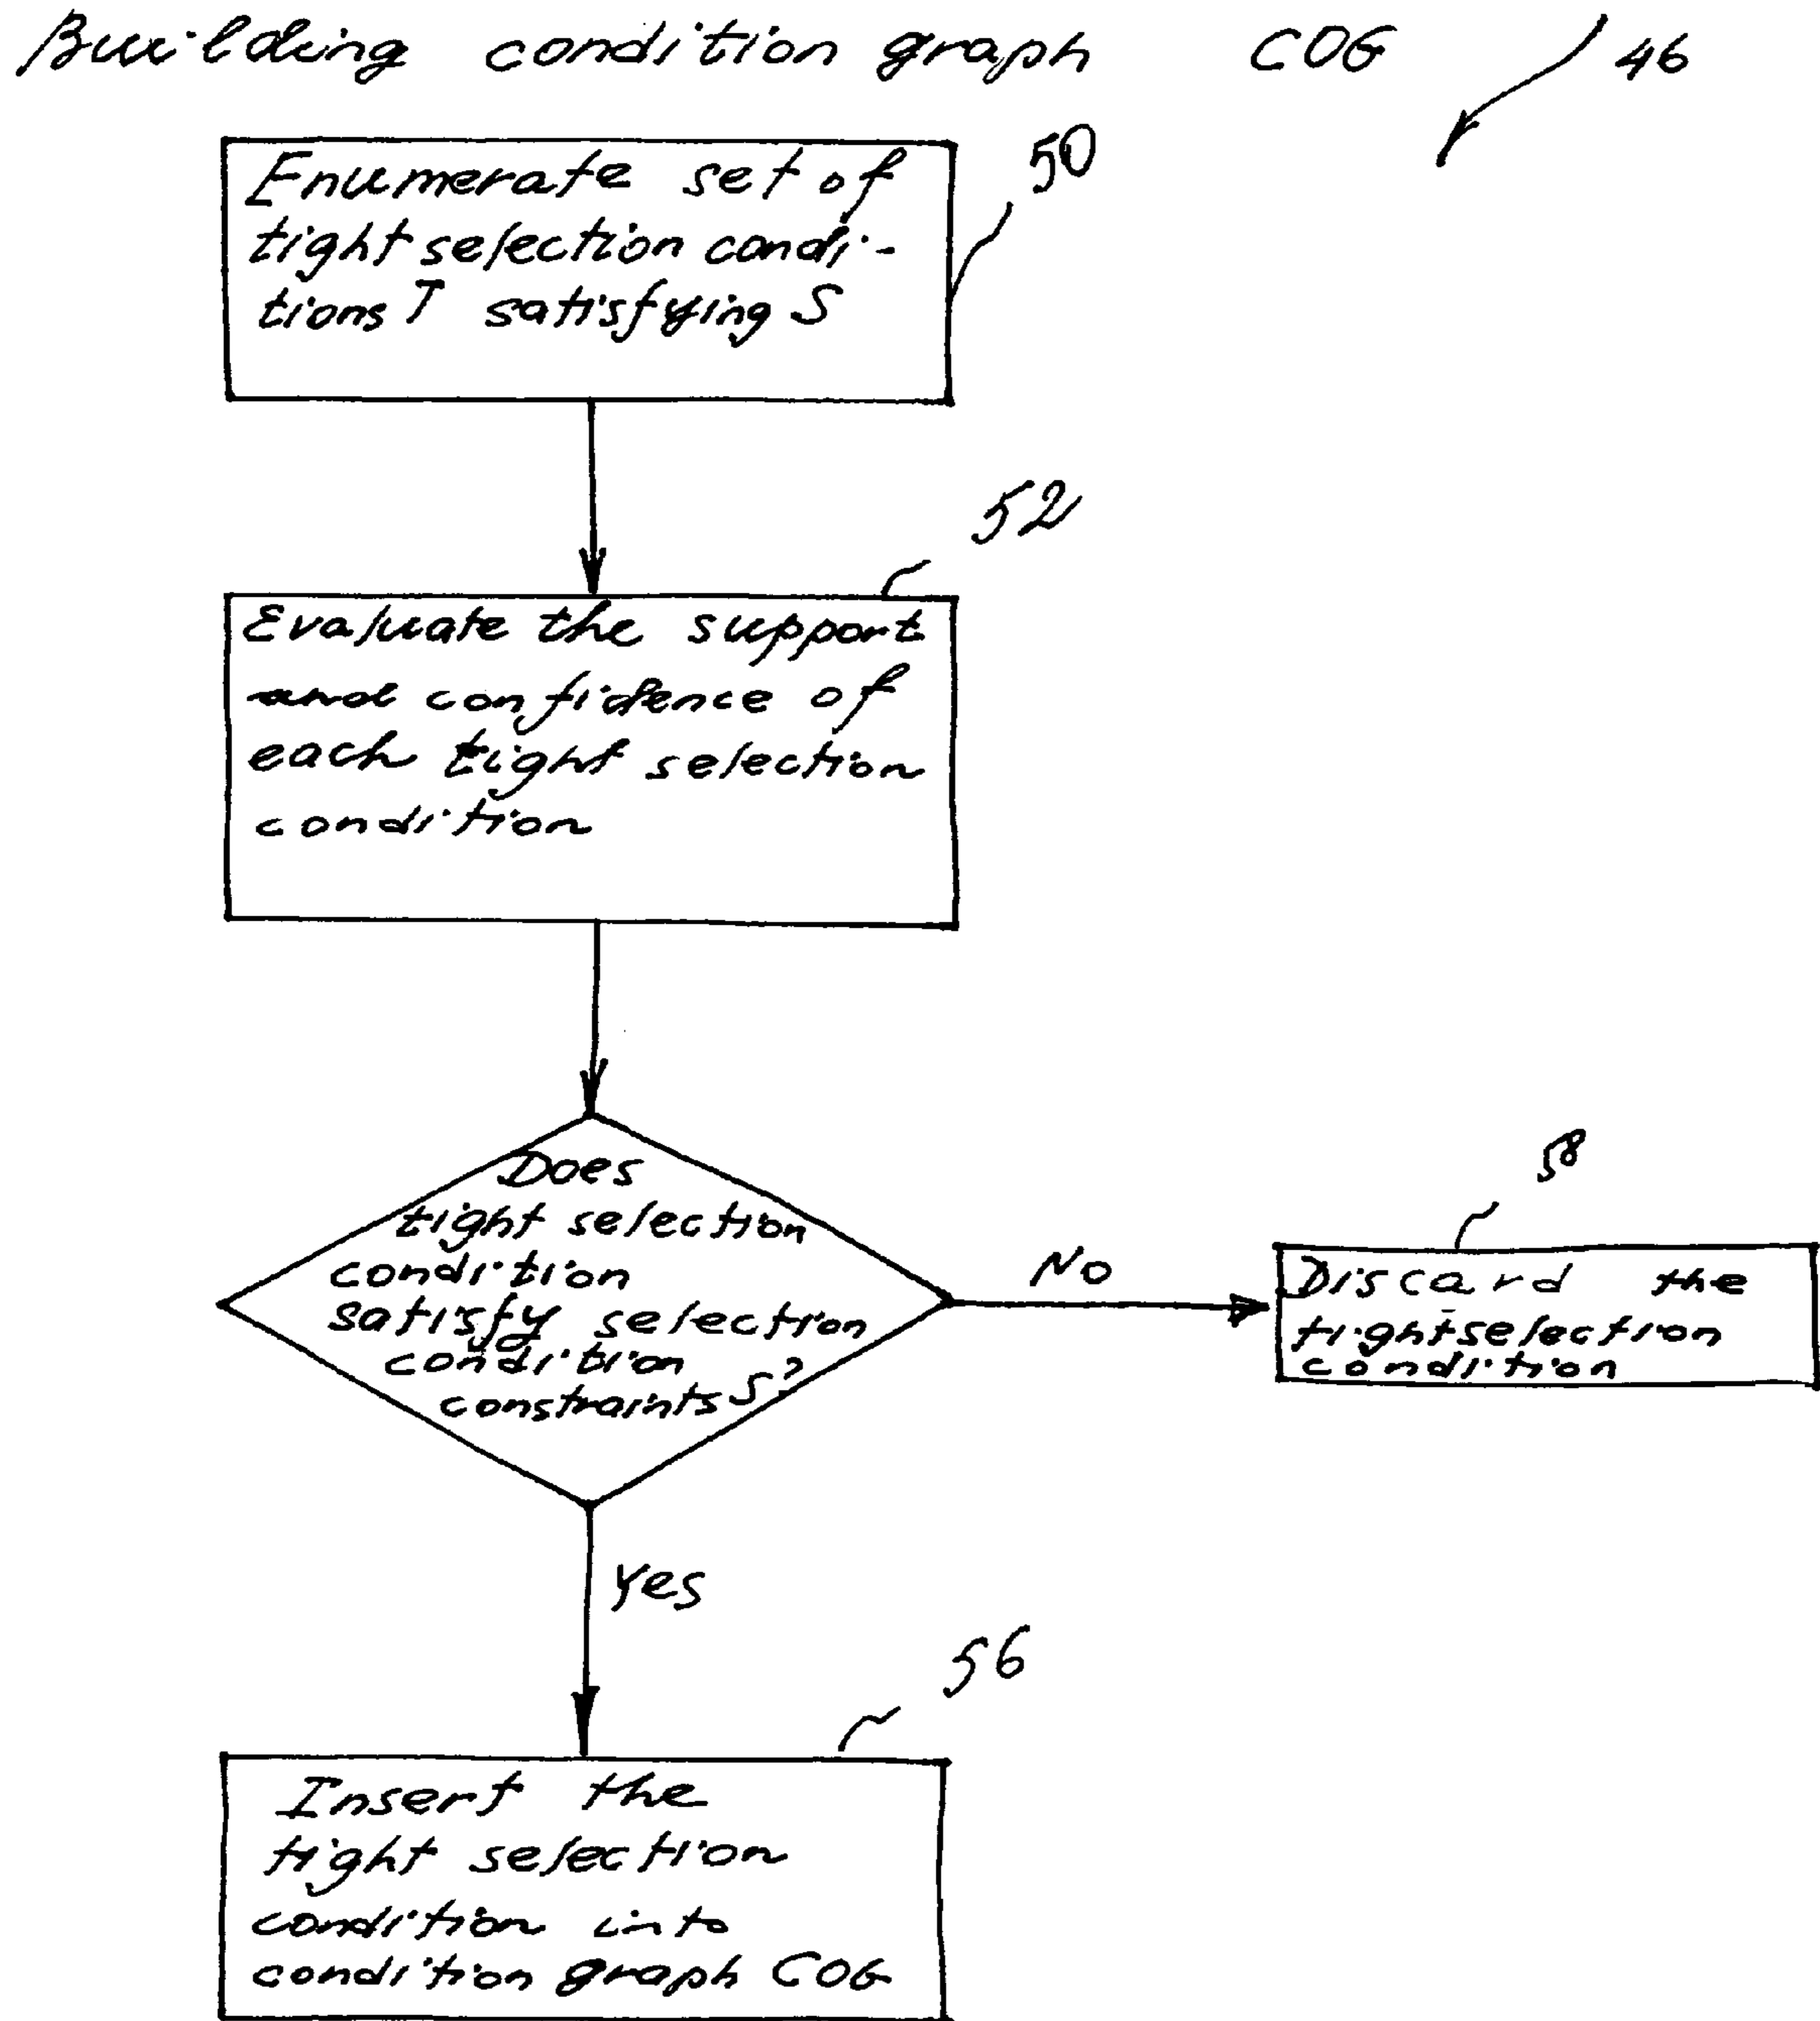 Building condition graph COG 46
50
Enumerate set of
tight selection condi-
tions T satisfying S
52
Evaluate the support
and confidence of
each tight selection
condition
Does
tight selection
condition
satisfy selection
condition
constraints S?
No
58
Discard the
tight selection
condition
Yes
56
Insert the
tight selection
condition into
condition graph COG